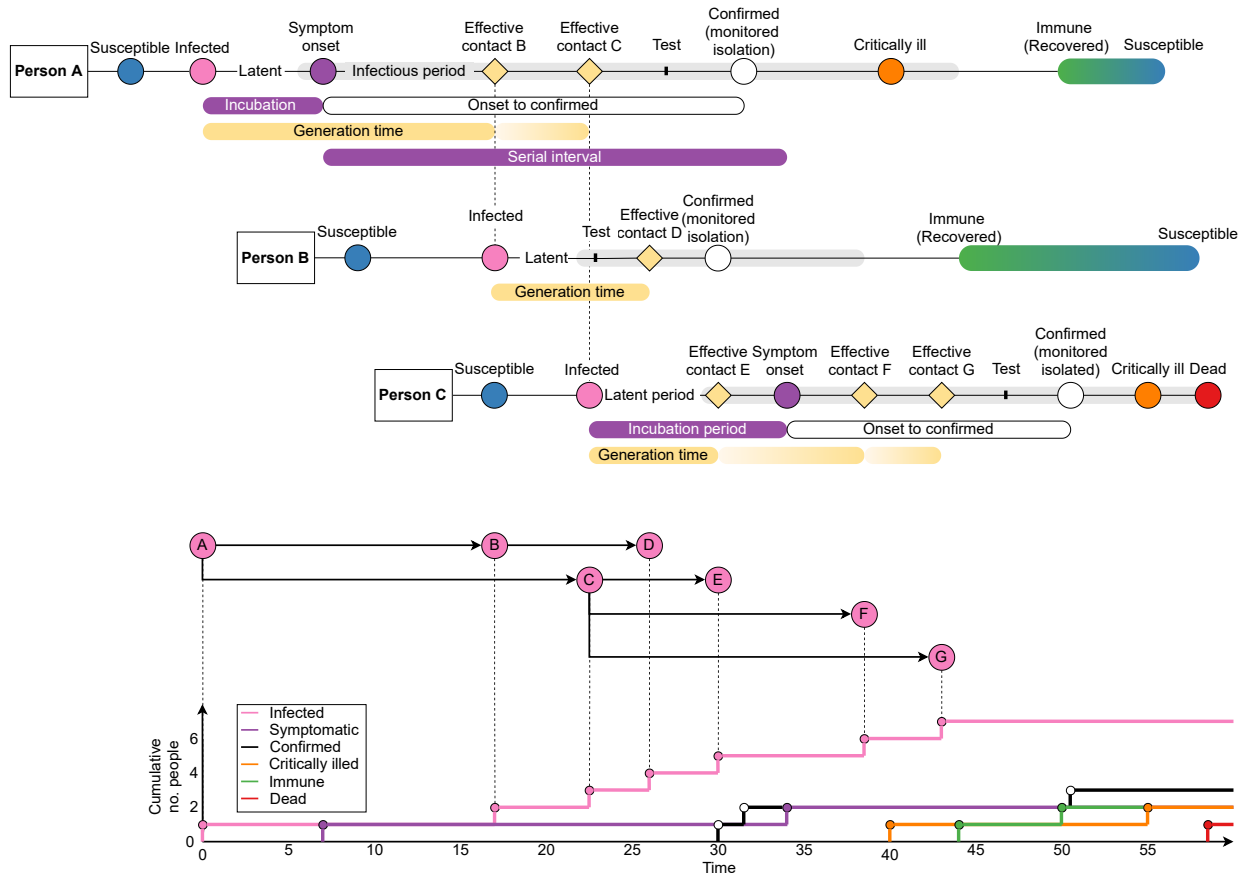 Symptom
onset
Effective
contact B
Effective
contact C
Test
Confirmed
(monitored
isolation)
Critically ill
Immune
(Recovered)
Susceptible
Person A
Susceptible
Infected
Latent
Infectious period
Incubation
Onset to confirmed
Generation time
Serial interval
Person B
Susceptible
Infected
Latent
Test
Effective
contact D
Confirmed
(monitored
isolation)
Immune
(Recovered)
Susceptible
Generation time
Person C
Susceptible
Infected
Latent period
Effective
contact E
Symptom
onset
Effective
contact F
Effective
contact G
Test
Confirmed
(monitored
isolated)
Critically ill
Dead
Incubation period
Onset to confirmed
Generation time
A
B
D
C
E
F
G
Infected
Symptomatic
Confirmed
Critically illed
Immune
Dead
Cumulative
no. people
6
4
2
0
0 5 10 15 20 25 30 35 40 45 50 55
Time